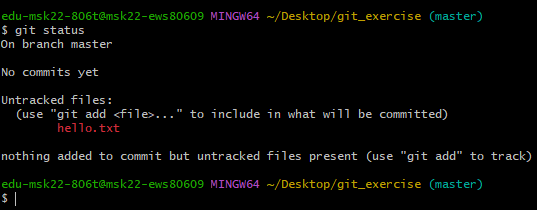 edu-msk22-806t@msk22-ews80609 MINGW64 ~/Desktop/git_exercise (master)
$ git status
On branch master
No commits yet
Untracked files:
(use "git add <file>..." to include in what will be committed)
hello.txt
nothing added to commit but untracked files present (use "git add" to track)
edu-msk22-806t@msk22-ews80609 MINGW64 ~/Desktop/git_exercise (master)
$